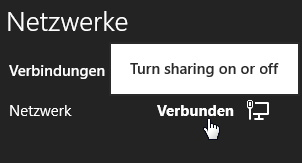 Netzwerke
Turn sharing on or off
Verbindungen
Netzwerk Verbunden